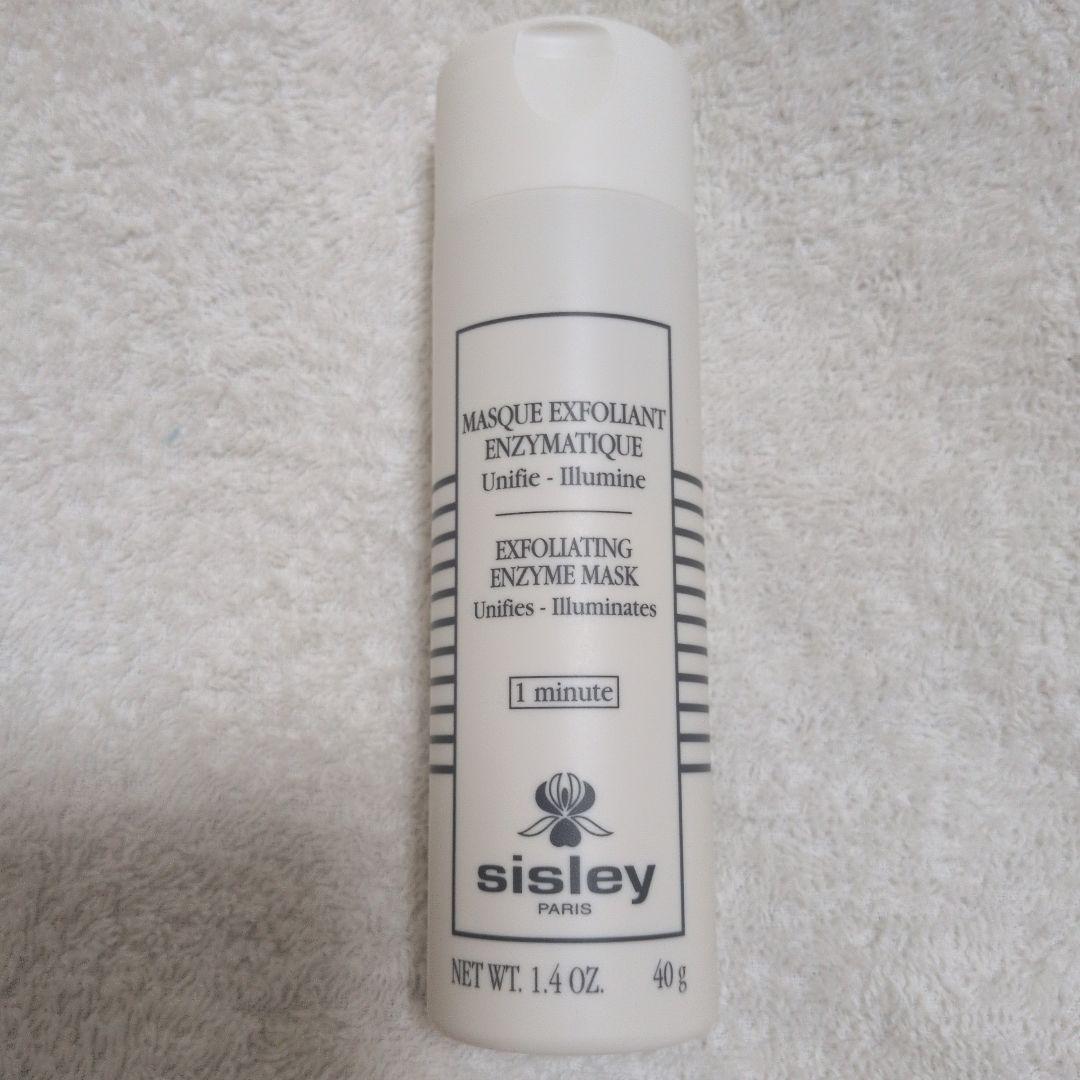 MASQUE EXFOLIANT
ENZYMATIQUE
Unifie - Illumine
EXFOLIATING
ENZYME MASK
Unifies - Illuminates
1 minute
sisley
PARIS
NET WT. 1.4 OZ. 40 g